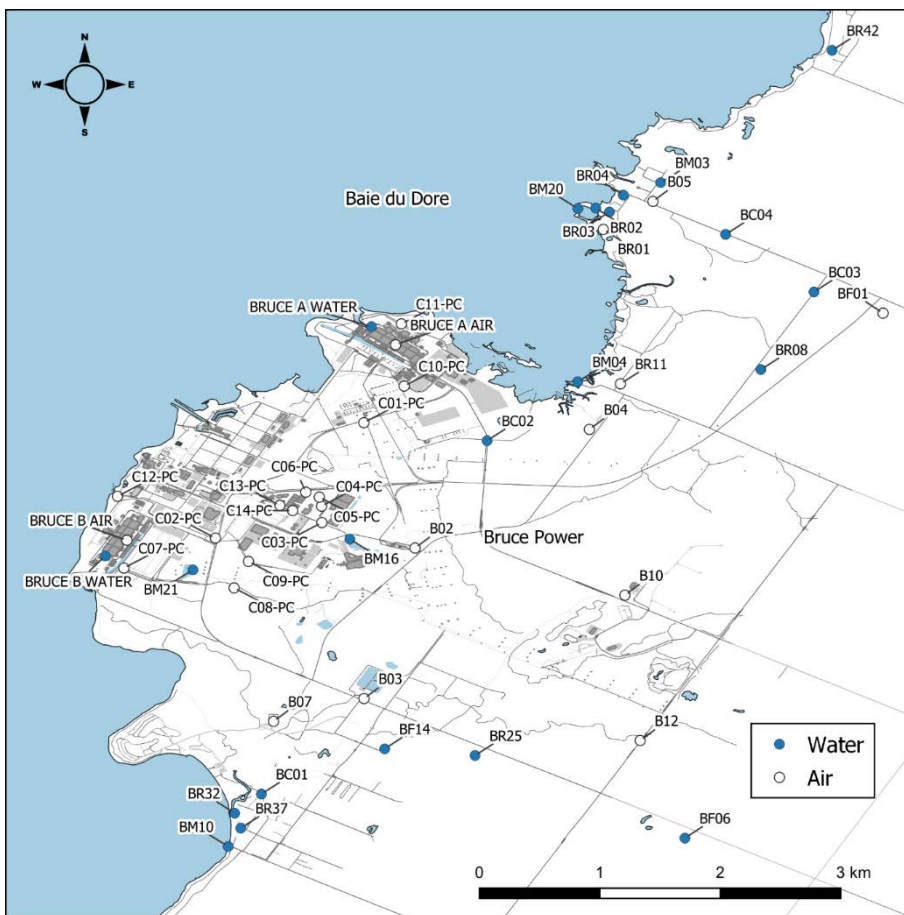 N
BR42
W
E
S
BM03
BR04
B05
BM20
Baie du Dore
BC04
BR02
BR03
BR01
BC03
BF01
C11-PC
BRUCE A WATER
BRUCE A AIR
BM04
BR11
BR08
C10-PC
C01-PC
B04
BC02
C06-PC
C13-PC
C04-PC
C12-PC
C14-PC
C05-PC
C02-PC
BRUCE B AIR
C03-PC
B02
Bruce Power
C07-PC
BM16
BRUCE B WATER
C09-PC
BM21
B10
C08-PC
B03
B07
B12
BF14
BR25
Water
Air
BC01
BR32
BR37
BM10
BF06
0 1 2 3 km